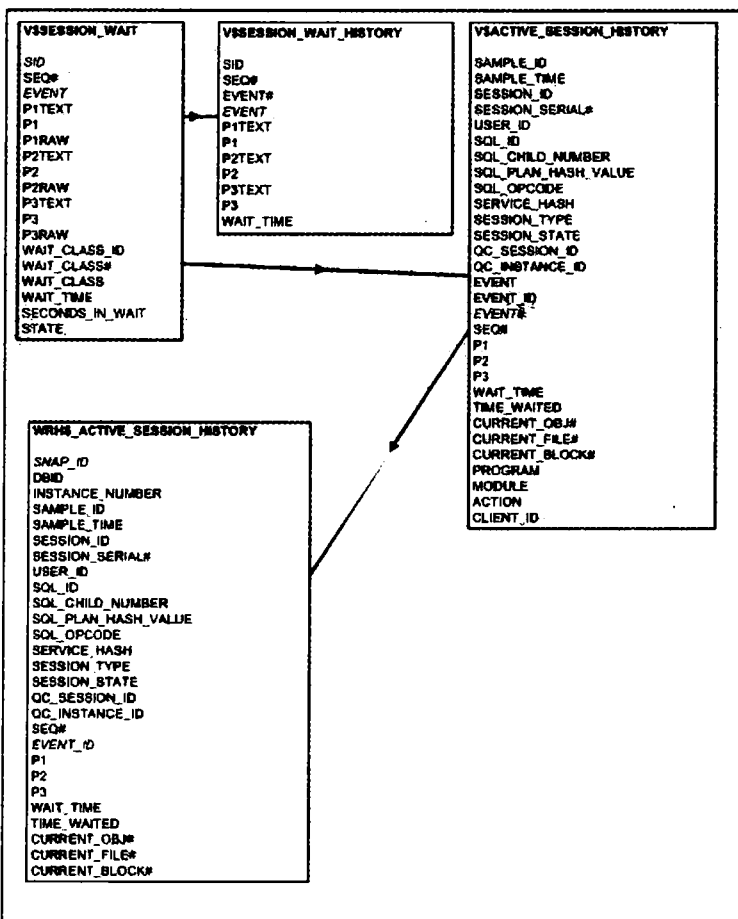 V$SESSION_WAIT
SID
SEQ#
EVENT
P1TEXT
P1
P1RAW
P2TEXT
P2
P2RAW
P3TEXT
P3
P3RAW
WAIT_CLASS_ID
WAIT_CLASS#
WAIT_CLASS
WAIT_TIME
SECONDS_IN_WAIT
STATE
V$SESSION_WAIT_HISTORY
SID
SEQ#
EVENT#
EVENT
P1TEXT
P1
P2TEXT
P2
P3TEXT
P3
WAIT_TIME
V$ACTIVE_SESSION_HISTORY
SAMPLE_ID
SAMPLE_TIME
SESSION_ID
SESSION_SERIAL#
USER_ID
SQL_ID
SQL_CHILD_NUMBER
SQL_PLAN_HASH_VALUE
SQL_OPCODE
SERVICE_HASH
SESSION_TYPE
SESSION_STATE
QC_SESSION_ID
QC_INSTANCE_ID
EVENT
EVENT_ID
EVENT#
SEQ#
P1
P2
P3
WAIT_TIME
TIME_WAITED
CURRENT_OBJ#
CURRENT_FILE#
CURRENT_BLOCK#
PROGRAM
MODULE
ACTION
CLIENT_ID
WRH$_ACTIVE_SESSION_HISTORY
SNAP_ID
DBID
INSTANCE_NUMBER
SAMPLE_ID
SAMPLE_TIME
SESSION_ID
SESSION_SERIAL#
USER_ID
SQL_ID
SQL_CHILD_NUMBER
SQL_PLAN_HASH_VALUE
SQL_OPCODE
SERVICE_HASH
SESSION_TYPE
SESSION_STATE
QC_SESSION_ID
QC_INSTANCE_ID
SEQ#
EVENT_ID
P1
P2
P3
WAIT_TIME
TIME_WAITED
CURRENT_OBJ#
CURRENT_FILE#
CURRENT_BLOCK#